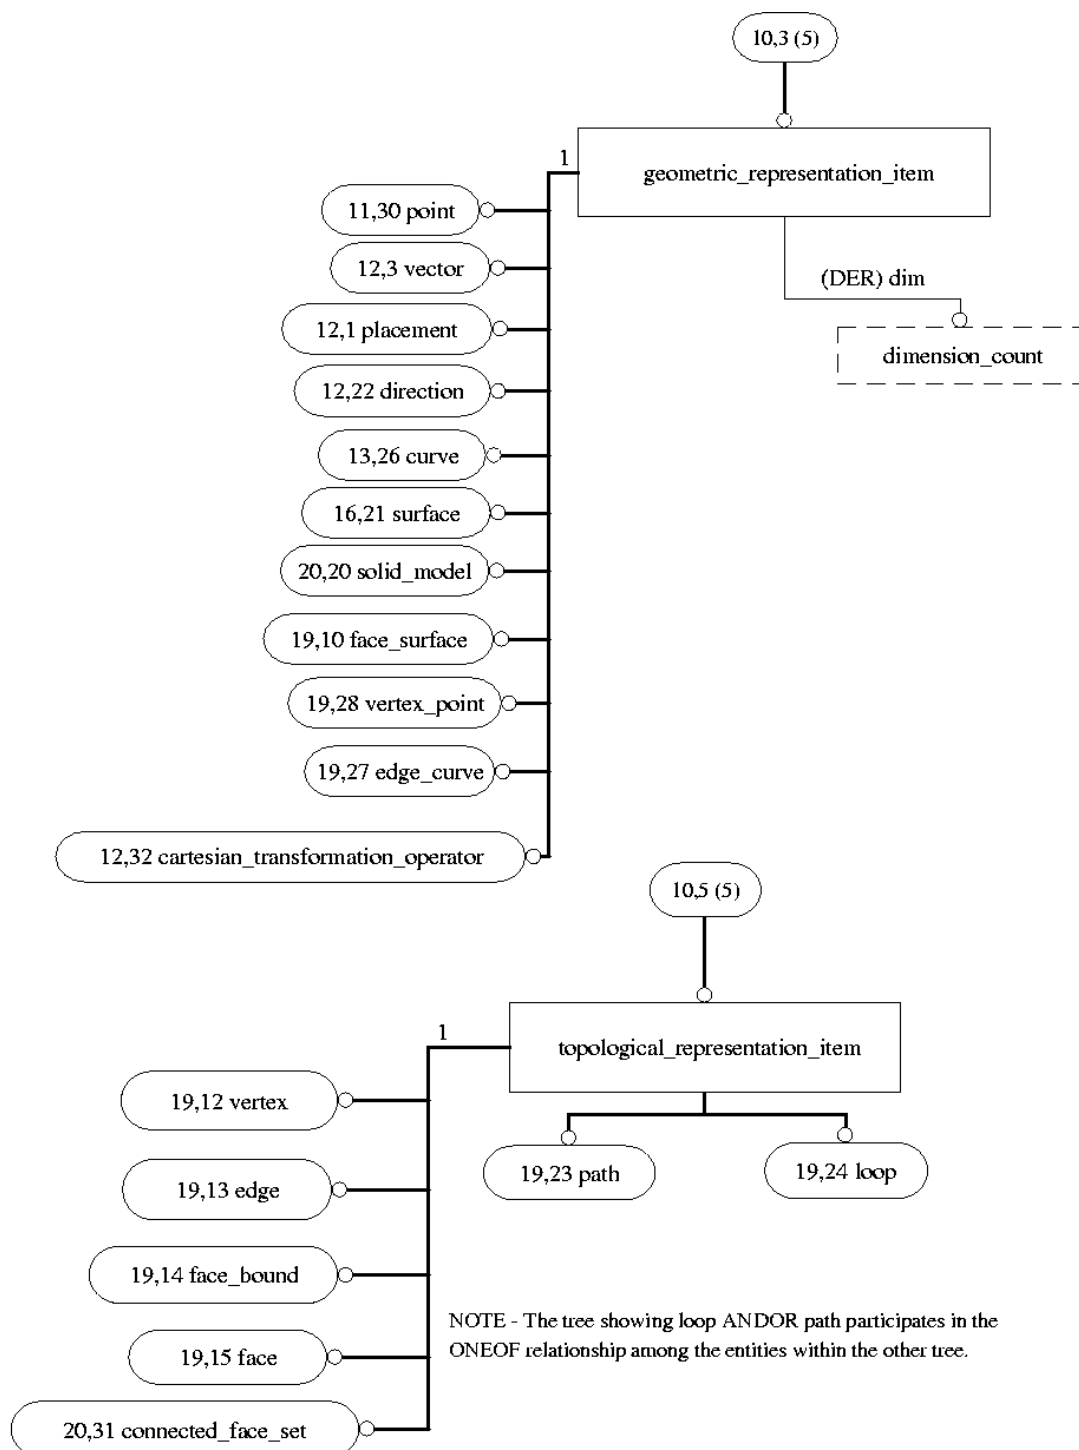 10,3 (5)
1
geometric_representation_item
11,30 point
12,3 vector
(DER) dim
12,1 placement
dimension_count
12,22 direction
13,26 curve
16,21 surface
20,20 solid_model
19,10 face_surface
19,28 vertex_point
19,27 edge_curve
12,32 cartesian_transformation_operator
10,5 (5)
1
topological_representation_item
19,12 vertex
19,23 path
19,24 loop
19,13 edge
19,14 face_bound
NOTE - The tree showing loop ANDOR path participates in the
ONEOF relationship among the entities within the other tree.
19,15 face
20,31 connected_face_set